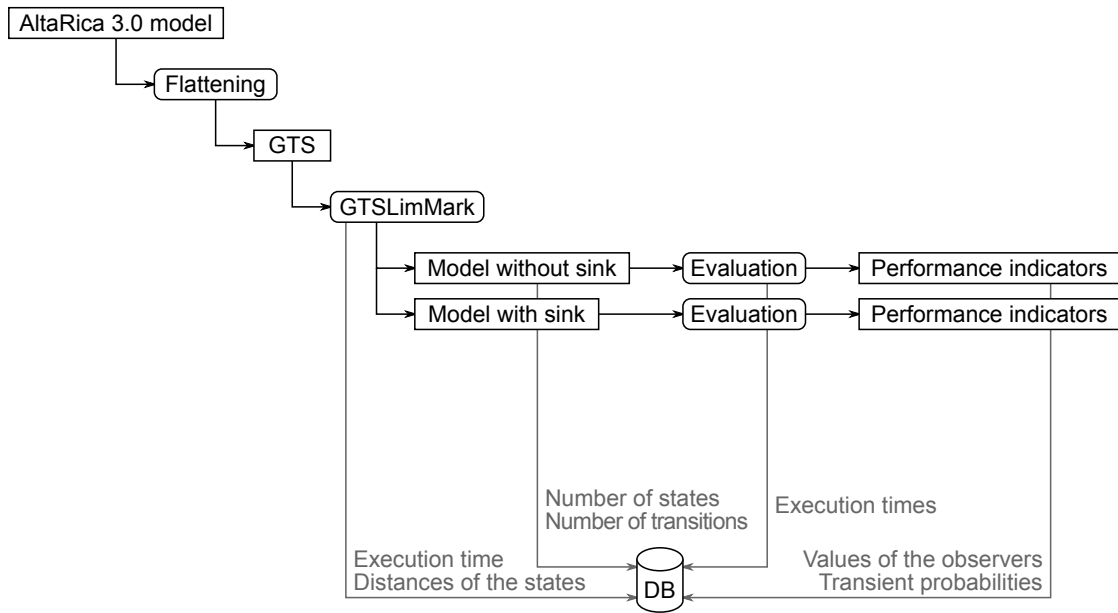 AltaRica 3.0 model
Flattening
GTS
GTSLimMark
Model without sink
Evaluation
Performance indicators
Model with sink
Evaluation
Performance indicators
Number of states
Number of transitions
Execution times
Execution time
Distances of the states
Values of the observers
Transient probabilities
DB